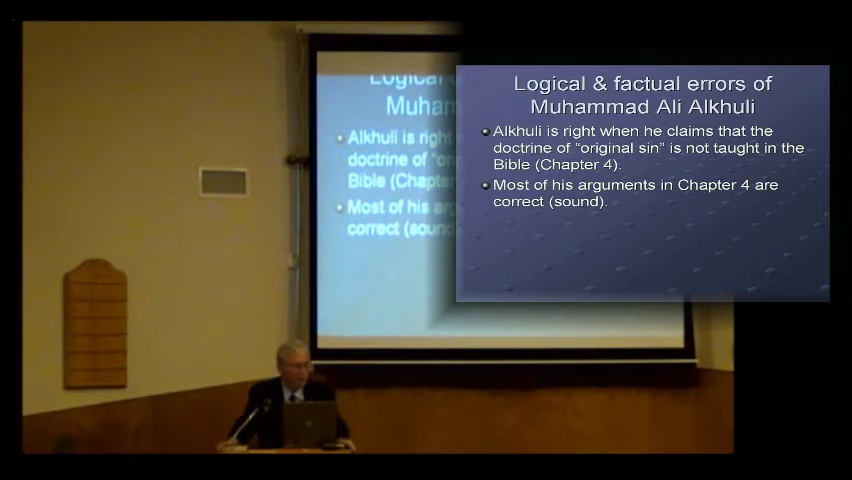 Logical & factual errors of
Muhammad Ali Alkhuli
Alkhuli is right when he claims that the
doctrine of "original sin" is not taught in the
Bible (Chapter 4).
Most of his arguments in Chapter 4 are
correct (sound).
Logical
Muham
Alkhuli is right
doctrine of "or
Bible (Chapter
Most of his arg
correct (sound